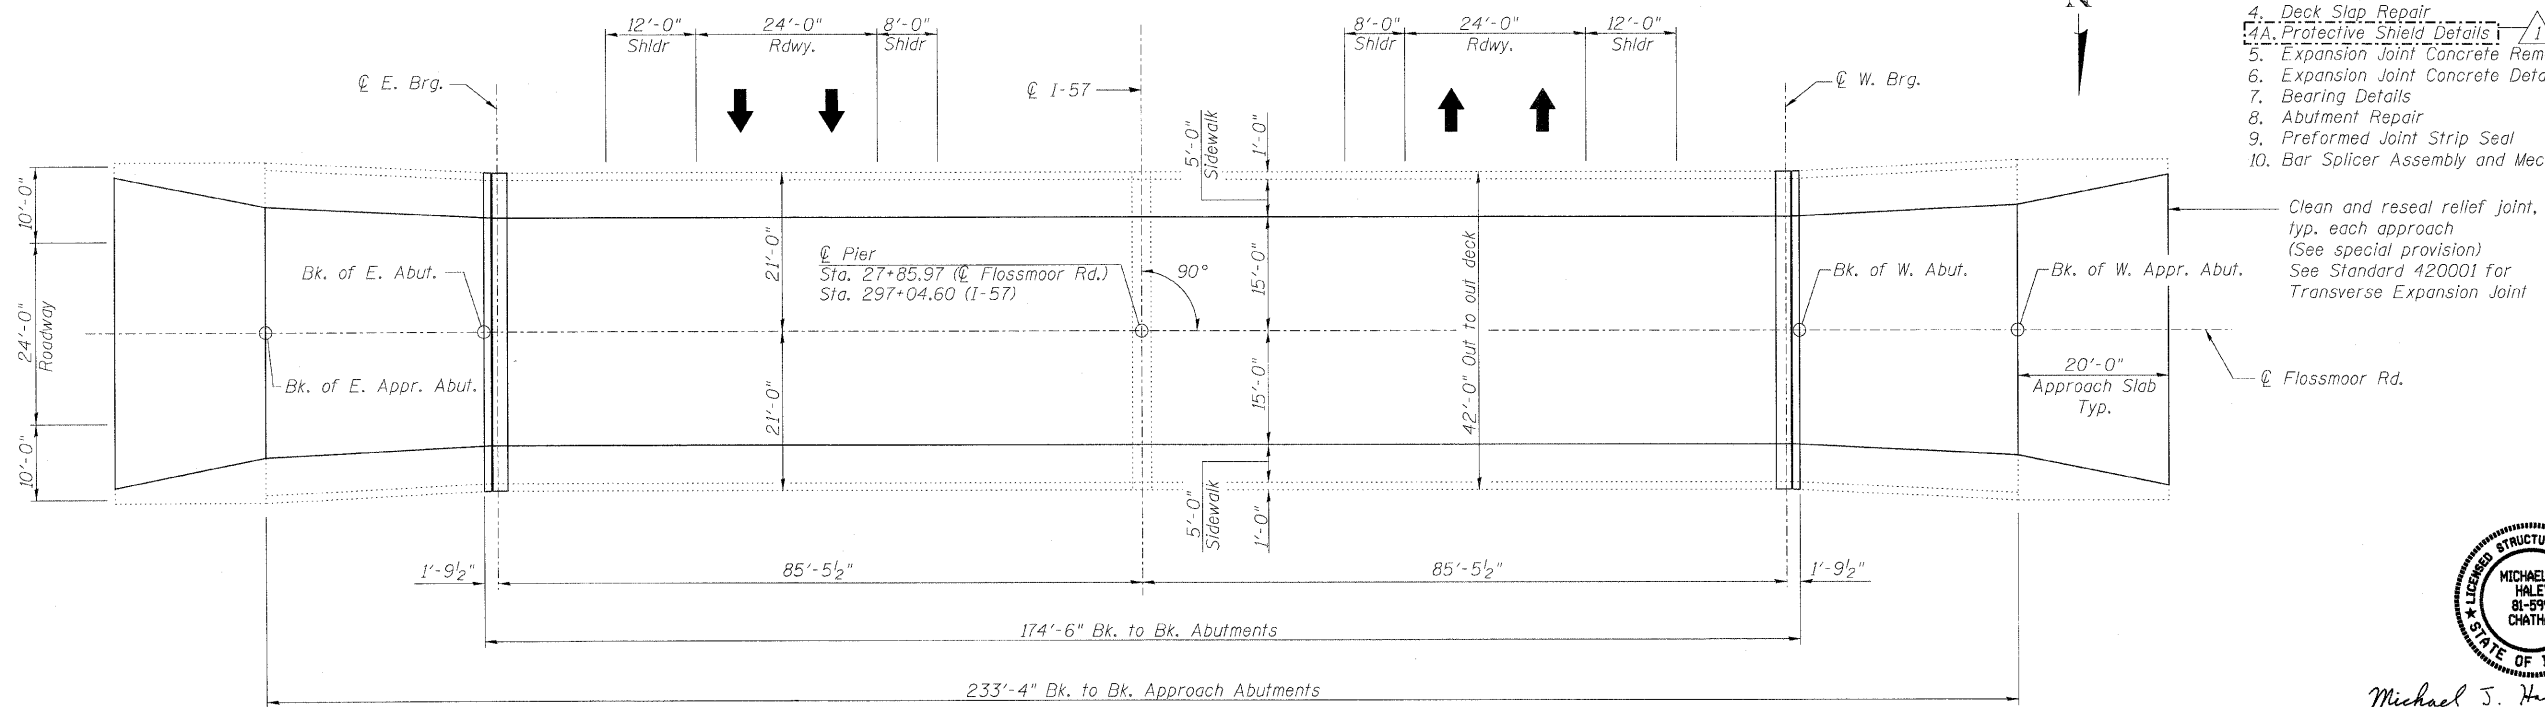 12'-0"
Shldr
24'-0"
Rdwy.
8'-0"
Shldr
8'-0"
Shldr
24'-0"
Rdwy.
12'-0"
Shldr
N
4. Deck Slap Repair
4A. Protective Shield Details 1
5. Expansion Joint Concrete
6. Expansion Joint Concrete
7. Bearing Details
8. Abutment Repair
9. Preformed Joint Strip Seal
10. Bar Splicer Assembly and
℄ E. Brg.
℄ I-57
℄ W. Brg.
5'-0"
Sidewalk
1'-0"
Clean and reseal relief joint,
typ. each approach
(See special provision)
See Standard 420001 for
Transverse Expansion Joint
10'-0"
24'-0"
Roadway
10'-0"
Bk. of E. Abut.
Bk. of E. Appr. Abut.
21'-0"
21'-0"
℄ Pier
Sta. 27+85.97 (℄ Flossmoor Rd.)
Sta. 297+04.60 (I-57)
90°
15'-0"
15'-0"
42'-0" Out to out deck
Bk. of W. Abut.
Bk. of W. Appr. Abut.
20'-0"
Approach Slab
Typ.
℄ Flossmoor Rd.
5'-0"
Sidewalk
1'-0"
1'-9½"
85'-5½"
85'-5½"
1'-9½"
174'-6" Bk. to Bk. Abutments
233'-4" Bk. to Bk. Approach Abutments
LICENSED
MICHAEL
STATE OF
Michael J.